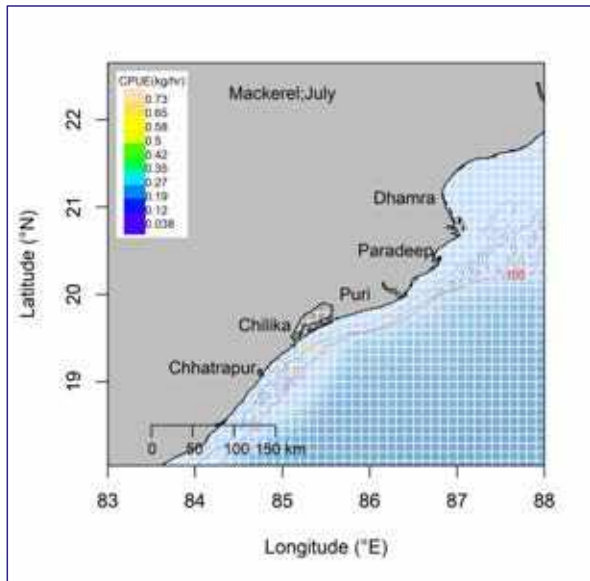 CPUE(kg/hr)
0.73
0.65
0.58
0.5
0.42
0.35
0.27
0.19
0.12
0.038
Mackerel;July
Dhamra
Paradeep
100
Puri
Chilika
Chhatrapur
0 50 100 150 km
22
21
20
19
Latitude (°N)
83 84 85 86 87 88
Longitude (°E)